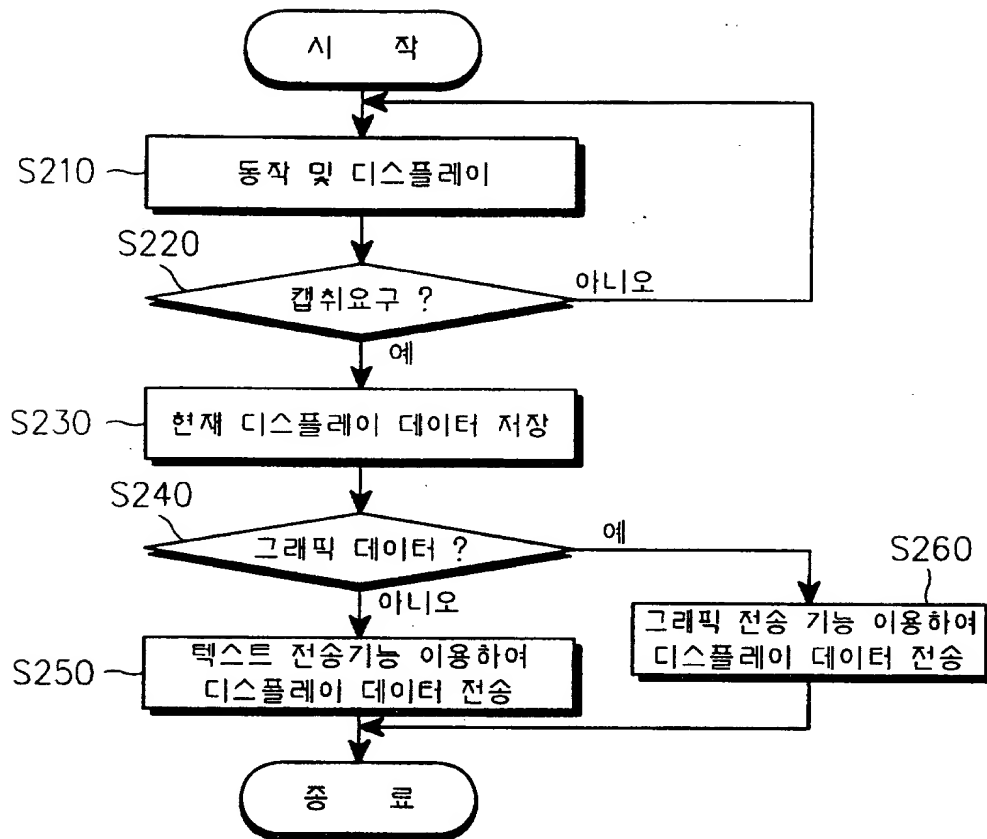 시 작
S210
동작 및 디스플레이
S220
캡취요구 ?
아니오
예
S230
현재 디스플레이 데이터 저장
S240
그래픽 데이터 ?
예
아니오
S260
그래픽 전송 기능 이용하여
디스플레이 데이터 전송
S250
텍스트 전송기능 이용하여
디스플레이 데이터 전송
종 료